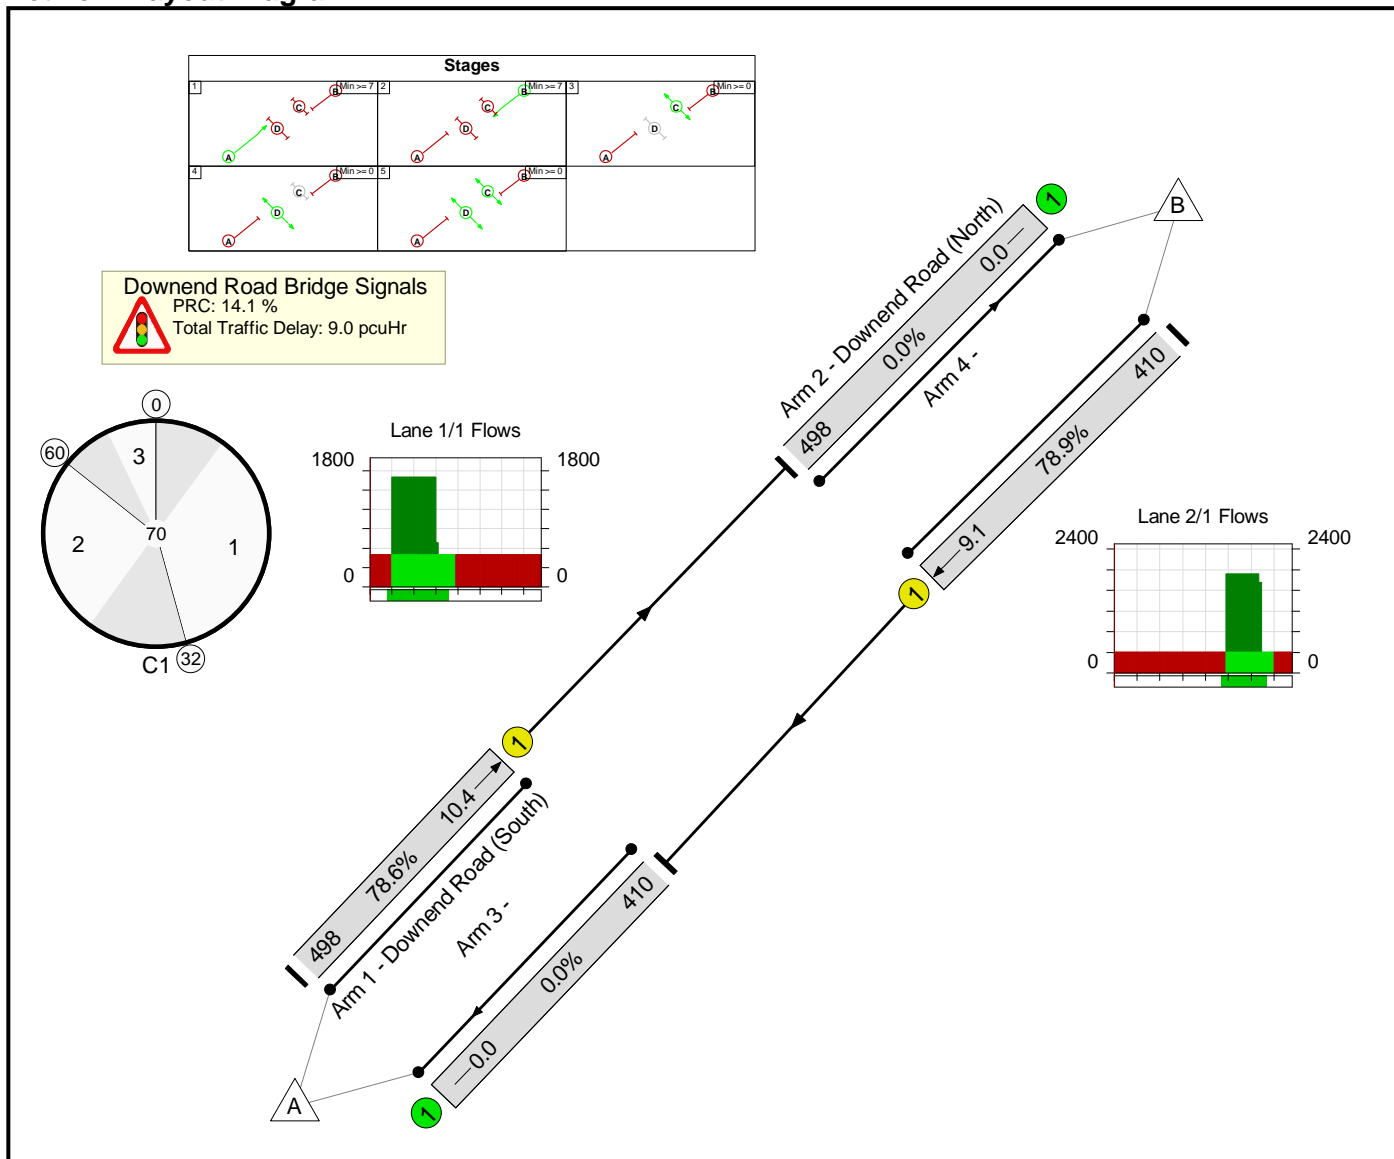 Stages
1
Min >= 7
A
B
C
D
2
Min >= 7
A
B
C
D
3
Min >= 0
A
B
C
D
4
Min >= 0
A
B
C
D
5
Min >= 0
A
B
C
D
Downend Road Bridge Signals
PRC: 14.1 %
Total Traffic Delay: 9.0 pcuHr
0
60
32
3
2
1
70
C1
Lane 1/1 Flows
1800
1800
0
0
Arm 2 - Downend Road (North)
1
0.0
0.0%
498
Arm 4 -
B
410
78.9%
9.1
1
Lane 2/1 Flows
2400
2400
0
0
1
10.4
78.6%
498
Arm 1 - Downend Road (South)
Arm 3 -
410
0.0%
0.0
1
A